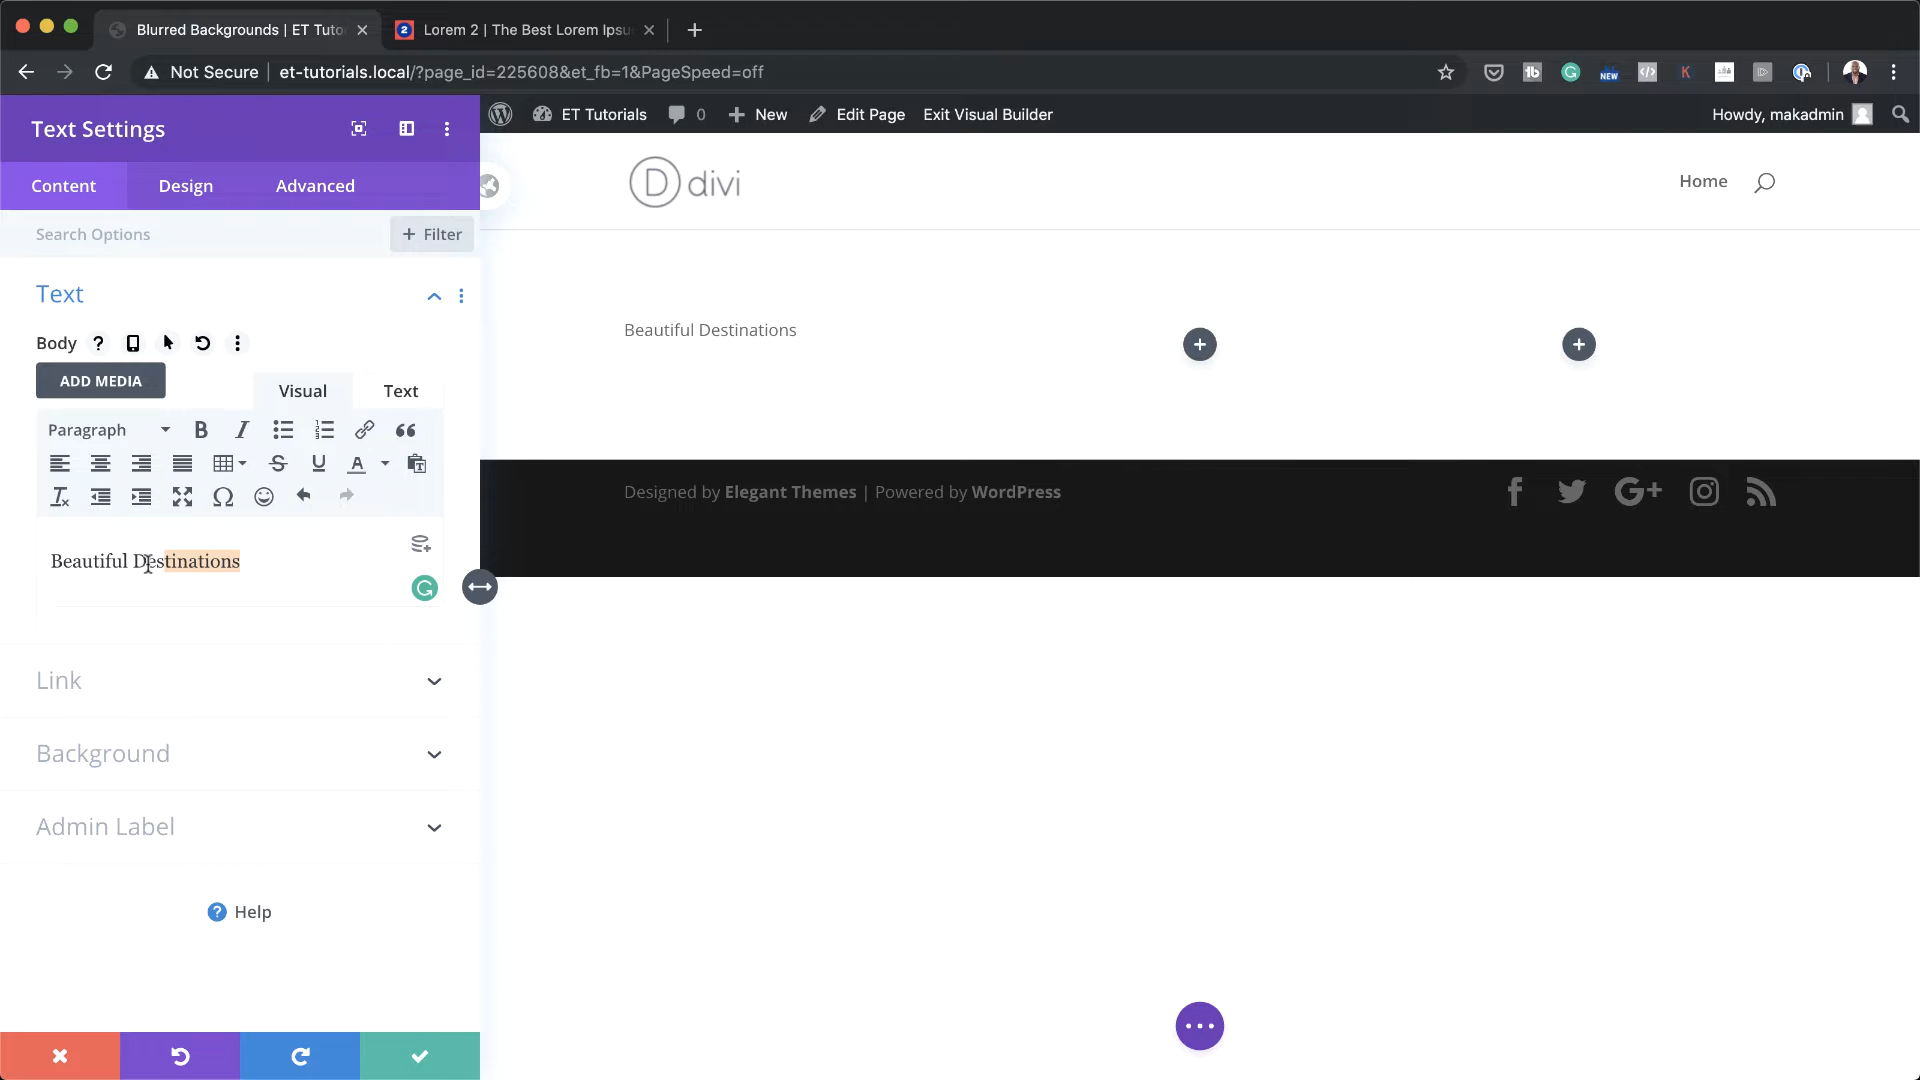 Blurred Backgrounds | ET Tuto
Lorem 2 | The Best Lorem Ipsu
Not Secure | et-tutorials.local/?page_id=225608&et_fb=1&PageSpeed=off
NEW
ET Tutorials
0
New
Edit Page
Exit Visual Builder
Howdy, makadmin
Text Settings
Content
Design
Advanced
Search Options
+ Filter
divi
Home
Text
Body
ADD MEDIA
Visual
Text
Paragraph
Beautiful Destinations
Link
Background
Admin Label
Help
Beautiful Destinations
Designed by Elegant Themes | Powered by WordPress